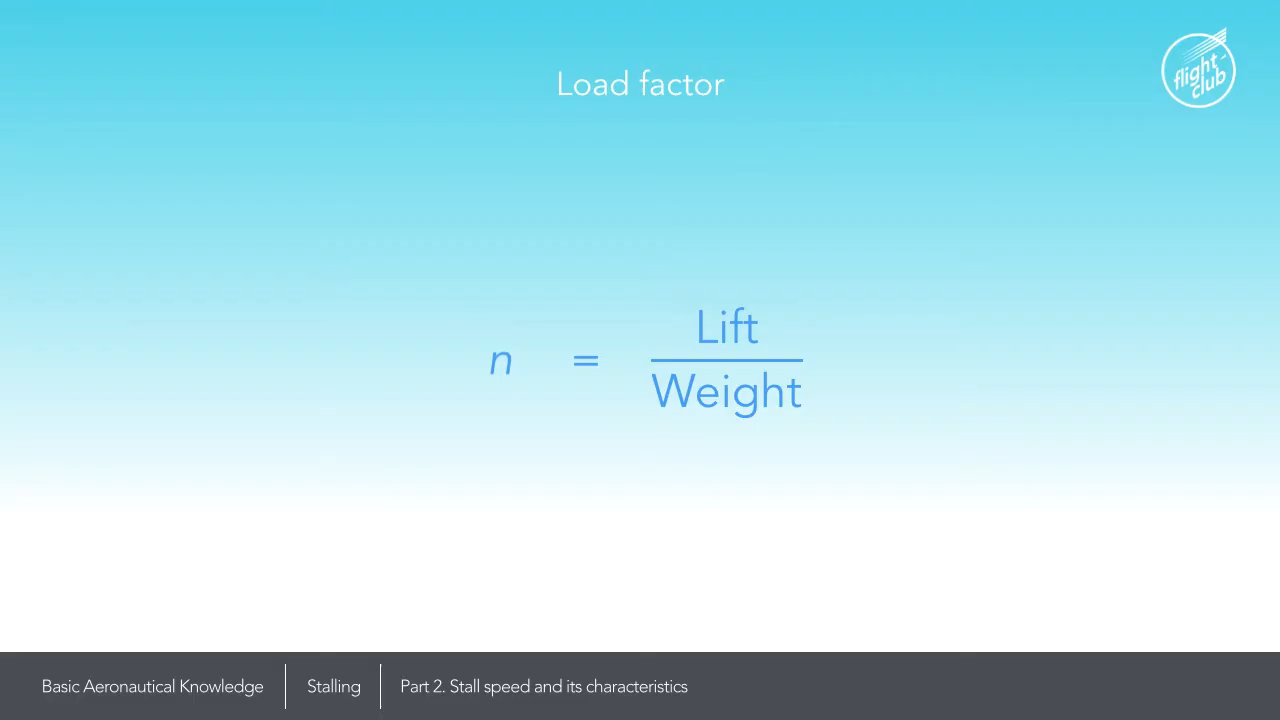 Load factor
flight-
club
n = Lift
Weight
Basic Aeronautical Knowledge
Stalling
Part 2. Stall speed and its characteristics